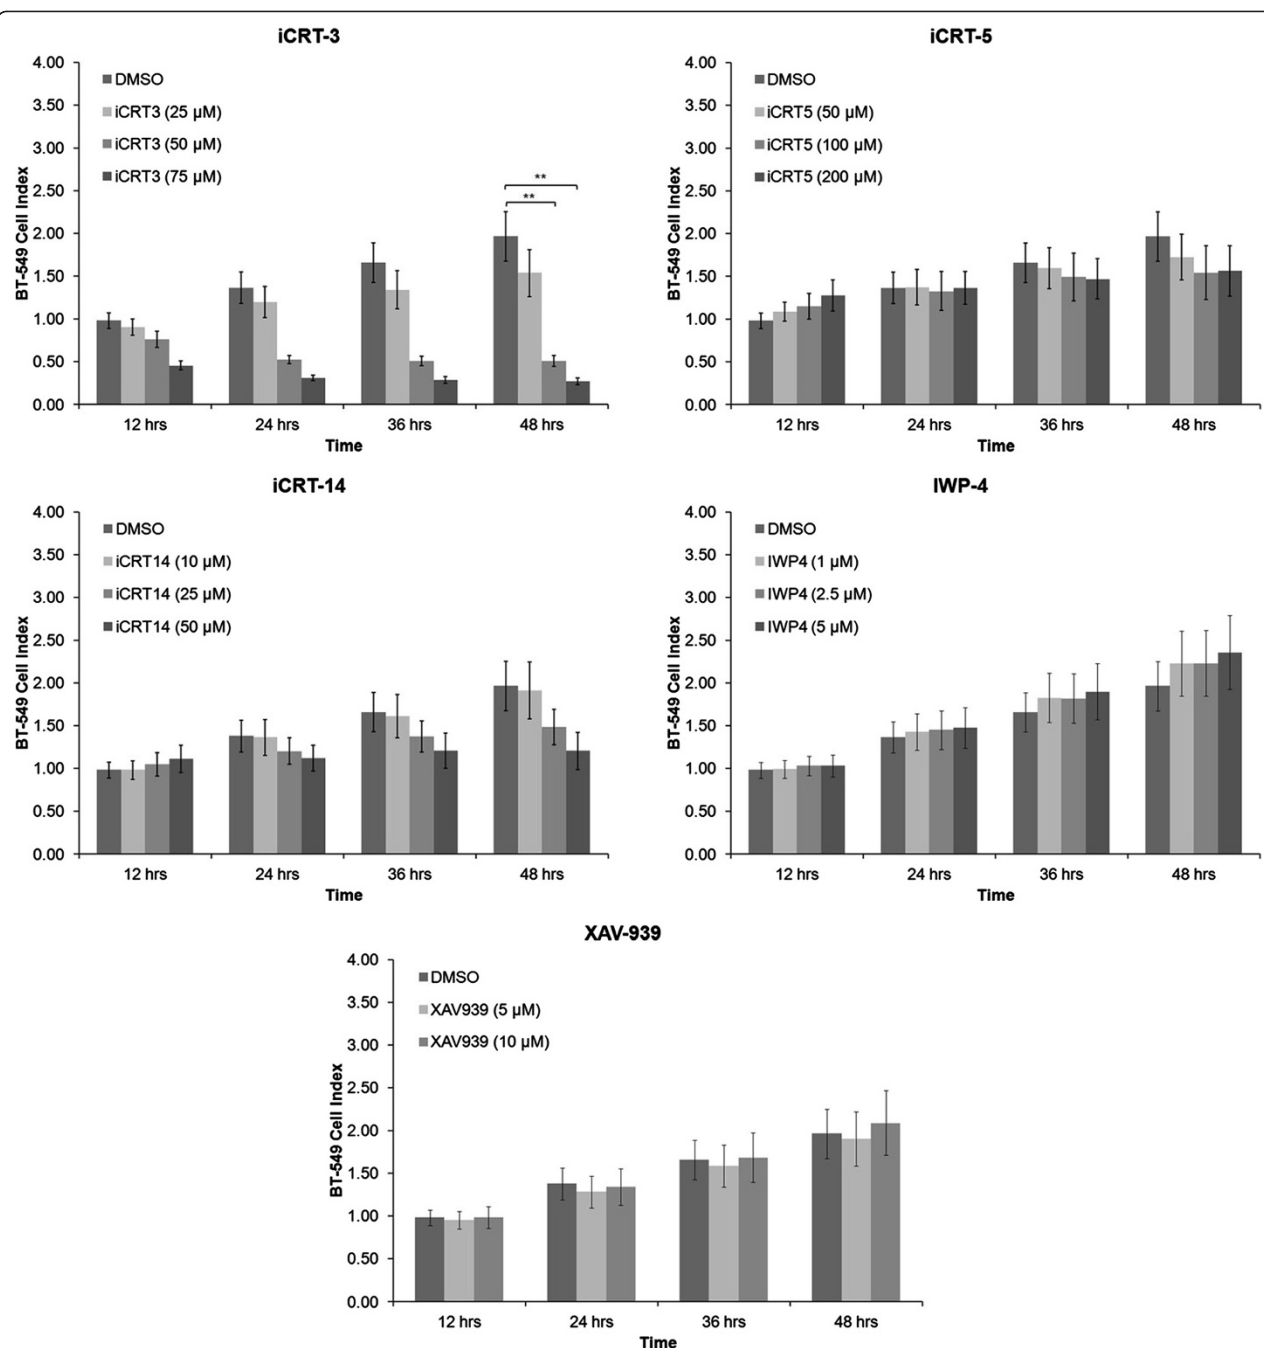 iCRT-3
4.00
3.50
3.00
2.50
2.00
1.50
1.00
0.50
0.00
BT-549 Cell Index
DMSO
iCRT3 (25 µM)
iCRT3 (50 µM)
iCRT3 (75 µM)
**
**
12 hrs 24 hrs 36 hrs 48 hrs
Time
iCRT-5
4.00
3.50
3.00
2.50
2.00
1.50
1.00
0.50
0.00
BT-549 Cell Index
DMSO
iCRT5 (50 µM)
iCRT5 (100 µM)
iCRT5 (200 µM)
12 hrs 24 hrs 36 hrs 48 hrs
Time
iCRT-14
4.00
3.50
3.00
2.50
2.00
1.50
1.00
0.50
0.00
BT-549 Cell Index
DMSO
iCRT14 (10 µM)
iCRT14 (25 µM)
iCRT14 (50 µM)
12 hrs 24 hrs 36 hrs 48 hrs
Time
IWP-4
4.00
3.50
3.00
2.50
2.00
1.50
1.00
0.50
0.00
BT-549 Cell Index
DMSO
IWP4 (1 µM)
IWP4 (2.5 µM)
IWP4 (5 µM)
12 hrs 24 hrs 36 hrs 48 hrs
Time
XAV-939
4.00
3.50
3.00
2.50
2.00
1.50
1.00
0.50
0.00
BT-549 Cell Index
DMSO
XAV939 (5 µM)
XAV939 (10 µM)
12 hrs 24 hrs 36 hrs 48 hrs
Time